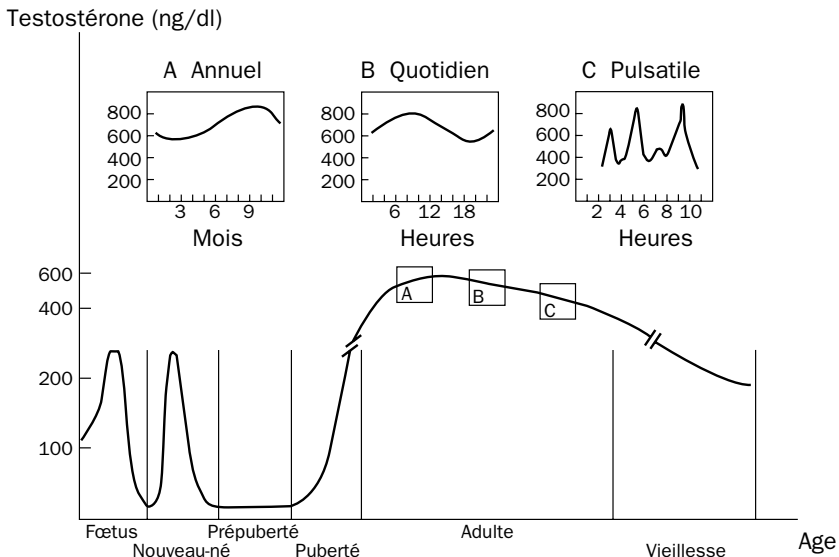 Testostérone (ng/dl)
A Annuel
800
600
400
200
3 6 9
Mois
B Quotidien
800
600
400
200
6 12 18
Heures
C Pulsatile
800
600
400
200
2 4 6 8 10
Heures
600
400
200
100
A
B
C
Fœtus
Nouveau-né
Prépuberté
Puberté
Adulte
Vieillesse
Age